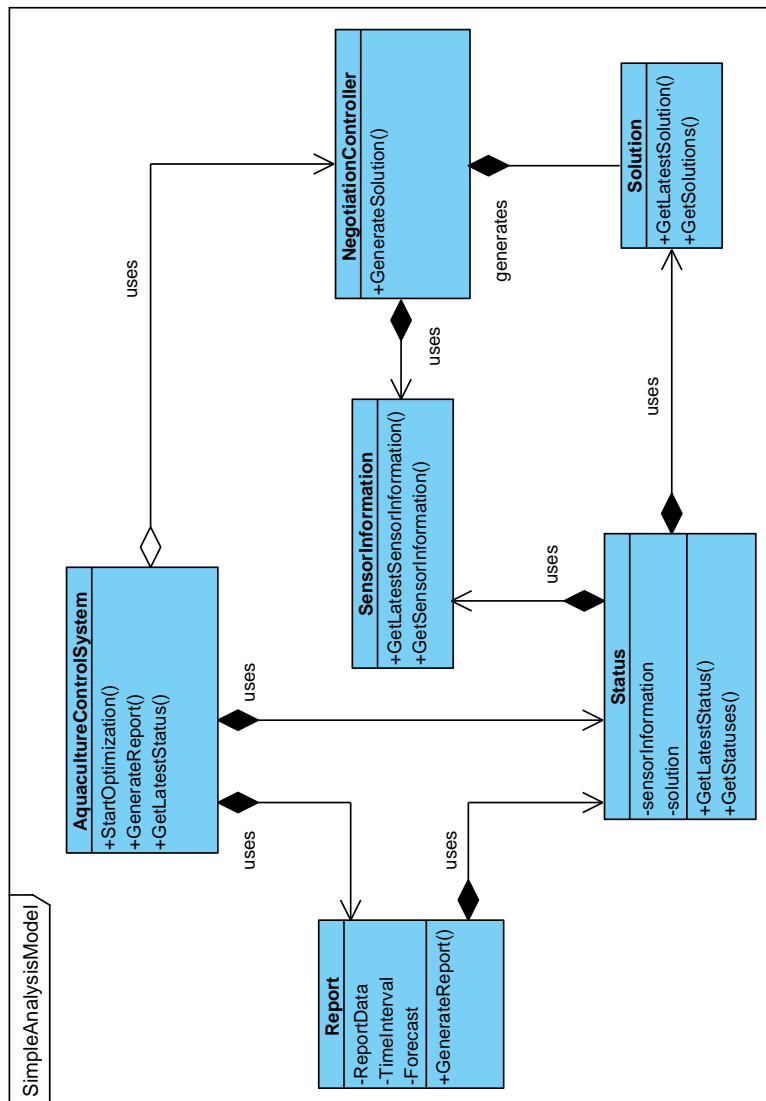 SimpleAnalysisModel
AquacultureControlSystem
+StartOptimization()
+GenerateReport()
+GetLatestStatus()
uses
uses
uses
Report
-ReportData
-TimeInterval
-Forecast
+GenerateReport()
uses
SensorInformation
+GetLatestSensorInformation()
+GetSensorInformation()
uses
NegotiationController
+GenerateSolution()
uses
generates
Status
-sensorInformation
-solution
+GetLatestStatus()
+GetStatuses()
uses
Solution
+GetLatestSolution()
+GetSolutions()